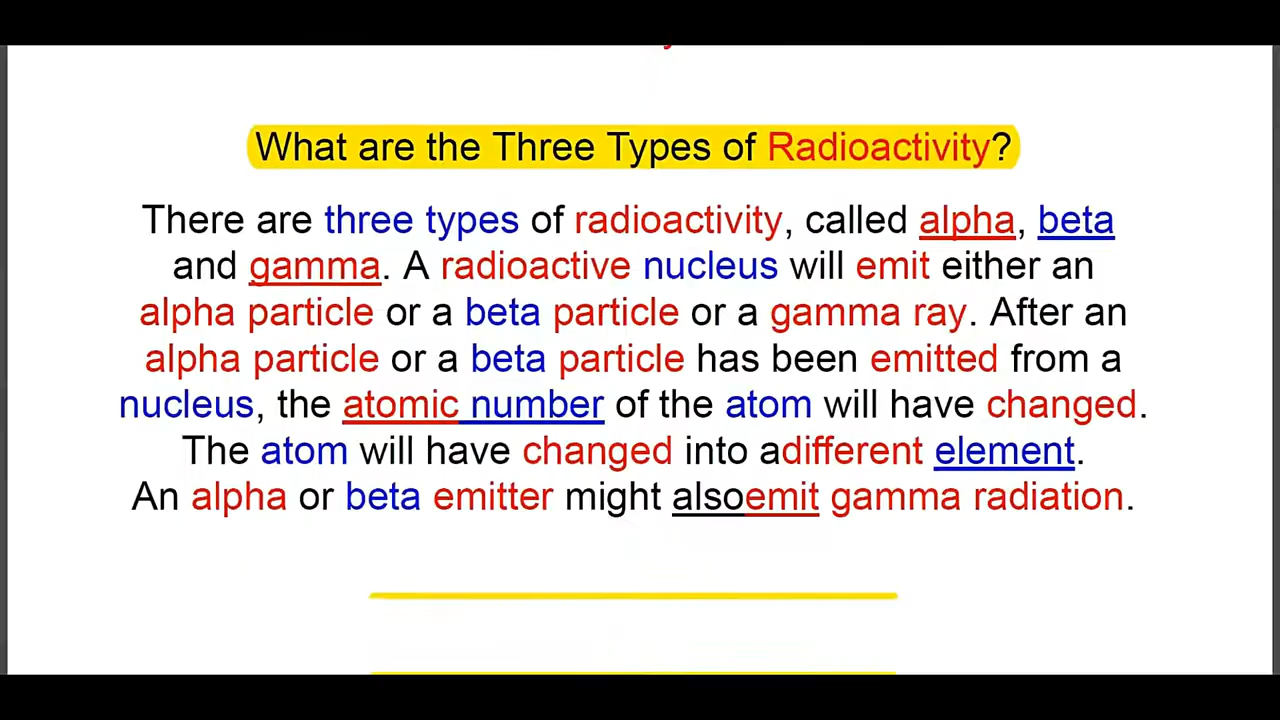 What are the Three Types of Radioactivity?
There are three types of radioactivity, called alpha, beta
and gamma. A radioactive nucleus will emit either an
alpha particle or a beta particle or a gamma ray. After an
alpha particle or a beta particle has been emitted from a
nucleus, the atomic number of the atom will have changed.
The atom will have changed into adifferent element.
An alpha or beta emitter might alsoemit gamma radiation.